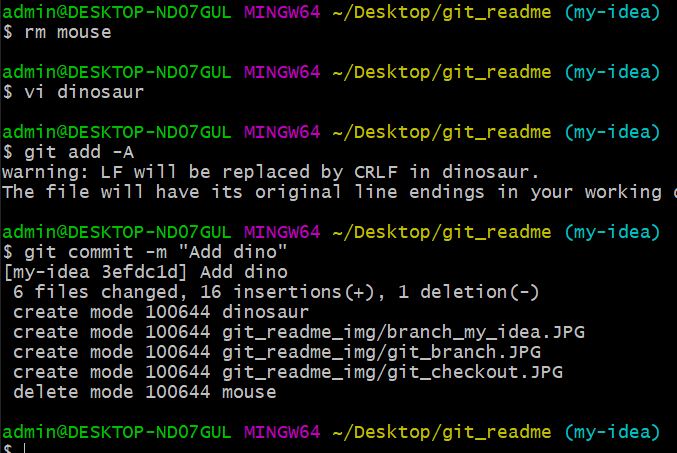 admin@DESKTOP-ND07GUL MINGW64 ~/Desktop/git_readme (my-idea)
$ rm mouse
admin@DESKTOP-ND07GUL MINGW64 ~/Desktop/git_readme (my-idea)
$ vi dinosaur
admin@DESKTOP-ND07GUL MINGW64 ~/Desktop/git_readme (my-idea)
$ git add -A
warning: LF will be replaced by CRLF in dinosaur.
The file will have its original line endings in your working
admin@DESKTOP-ND07GUL MINGW64 ~/Desktop/git_readme (my-idea)
$ git commit -m "Add dino"
[my-idea 3efdc1d] Add dino
 6 files changed, 16 insertions(+), 1 deletion(-)
 create mode 100644 dinosaur
 create mode 100644 git_readme_img/branch_my_idea.JPG
 create mode 100644 git_readme_img/git_branch.JPG
 create mode 100644 git_readme_img/git_checkout.JPG
 delete mode 100644 mouse
admin@DESKTOP-ND07GUL MINGW64 ~/Desktop/git_readme (my-idea)
$